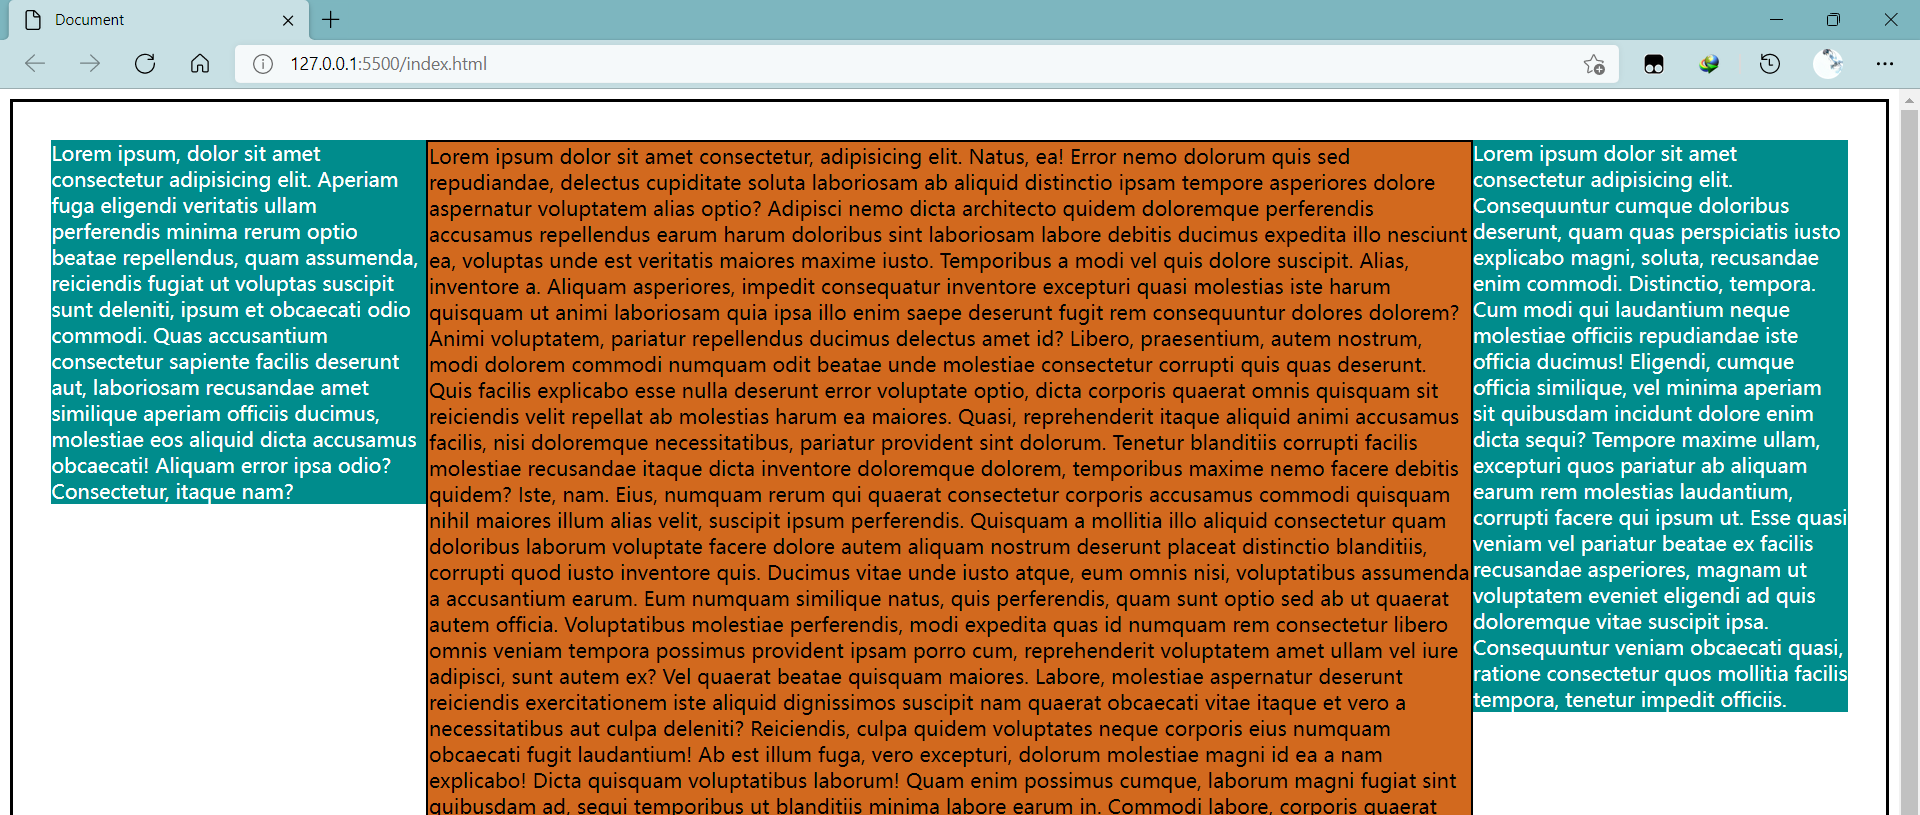 Document
127.0.0.1:5500/index.html
Lorem ipsum, dolor sit amet
consectetur adipisicing elit. Aperiam
fuga eligendi veritatis ullam
perferendis minima rerum optio
beatae repellendus, quam assumenda,
reiciendis fugiat ut voluptas suscipit
sunt deleniti, ipsum et obcaecati odio
commodi. Quas accusantium
consectetur sapiente facilis deserunt
aut, laboriosam recusandae amet
similique aperiam officiis ducimus,
molestiae eos aliquid dicta accusamus
obcaecati! Aliquam error ipsa odio?
Consectetur, itaque nam?
Lorem ipsum dolor sit amet consectetur, adipisicing elit. Natus, ea! Error nemo dolorum quis sed
repudiandae, delectus cupiditate soluta laboriosam ab aliquid distinctio ipsam tempore asperiores dolore
aspernatur voluptatem alias optio? Adipisci nemo dicta architecto quidem doloremque perferendis
accusamus repellendus earum harum doloribus sint laboriosam labore debitis ducimus expedita illo nesciunt
ea, voluptas unde est veritatis maiores maxime iusto. Temporibus a modi vel quis dolore suscipit. Alias,
inventore a. Aliquam asperiores, impedit consequatur inventore excepturi quasi molestias iste harum
quisquam ut animi laboriosam quia ipsa illo enim saepe deserunt fugit rem consequuntur dolores dolorem?
Animi voluptatem, pariatur repellendus ducimus delectus amet id? Libero, praesentium, autem nostrum,
modi dolorem commodi numquam odit beatae unde molestiae consectetur corrupti quis quas deserunt.
Quis facilis explicabo esse nulla deserunt error voluptate optio, dicta corporis quaerat omnis quisquam sit
reiciendis velit repellat ab molestias harum ea maiores. Quasi, reprehenderit itaque aliquid animi accusamus
facilis, nisi doloremque necessitatibus, pariatur provident sint dolorum. Tenetur blanditiis corrupti facilis
molestiae recusandae itaque dicta inventore doloremque dolorem, temporibus maxime nemo facere debitis
quidem? Iste, nam. Eius, numquam rerum qui quaerat consectetur corporis accusamus commodi quisquam
nihil maiores illum alias velit, suscipit ipsum perferendis. Quisquam a mollitia illo aliquid consectetur quam
doloribus laborum voluptate facere dolore autem aliquam nostrum deserunt placeat distinctio blanditiis,
corrupti quod iusto inventore quis. Ducimus vitae unde iusto atque, eum omnis nisi, voluptatibus assumenda
a accusantium earum. Eum numquam similique natus, quis perferendis, quam sunt optio sed ab ut quaerat
autem officia. Voluptatibus molestiae perferendis, modi expedita quas id numquam rem consectetur libero
omnis veniam tempora possimus provident ipsam porro cum, reprehenderit voluptatem amet ullam vel iure
adipisci, sunt autem ex? Vel quaerat beatae quisquam maiores. Labore, molestiae aspernatur deserunt
reiciendis exercitationem iste aliquid dignissimos suscipit nam quaerat obcaecati vitae itaque et vero a
necessitatibus aut culpa deleniti? Reiciendis, culpa quidem voluptates neque corporis eius numquam
obcaecati fugit laudantium! Ab est illum fuga, vero excepturi, dolorum molestiae magni id ea a nam
explicabo! Dicta quisquam voluptatibus laborum! Quam enim possimus cumque, laborum magni fugiat sint
quibusdam ad, sequi temporibus ut blanditiis minima labore earum in. Commodi labore, corporis quaerat
Lorem ipsum dolor sit amet
consectetur adipisicing elit.
Consequuntur cumque doloribus
deserunt, quam quas perspiciatis iusto
explicabo magni, soluta, recusandae
enim commodi. Distinctio, tempora.
Cum modi qui laudantium neque
molestiae officiis repudiandae iste
officia ducimus! Eligendi, cumque
officia similique, vel minima aperiam
sit quibusdam incidunt dolore enim
dicta sequi? Tempore maxime ullam,
excepturi quos pariatur ab aliquam
earum rem molestias laudantium,
corrupti facere qui ipsum ut. Esse quasi
veniam vel pariatur beatae ex facilis
recusandae asperiores, magnam ut
voluptatem eveniet eligendi ad quis
doloremque vitae suscipit ipsa.
Consequuntur veniam obcaecati quasi,
ratione consectetur quos mollitia facilis
tempora, tenetur impedit officiis.